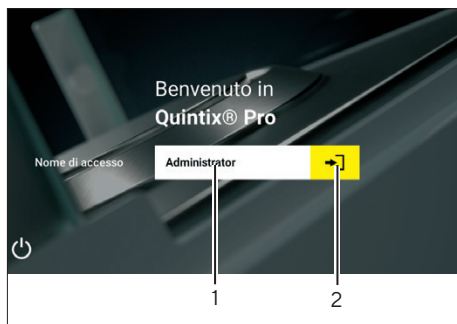 Benvenuto in
Quintix® Pro
Nome di accesso
Administrator
1
2